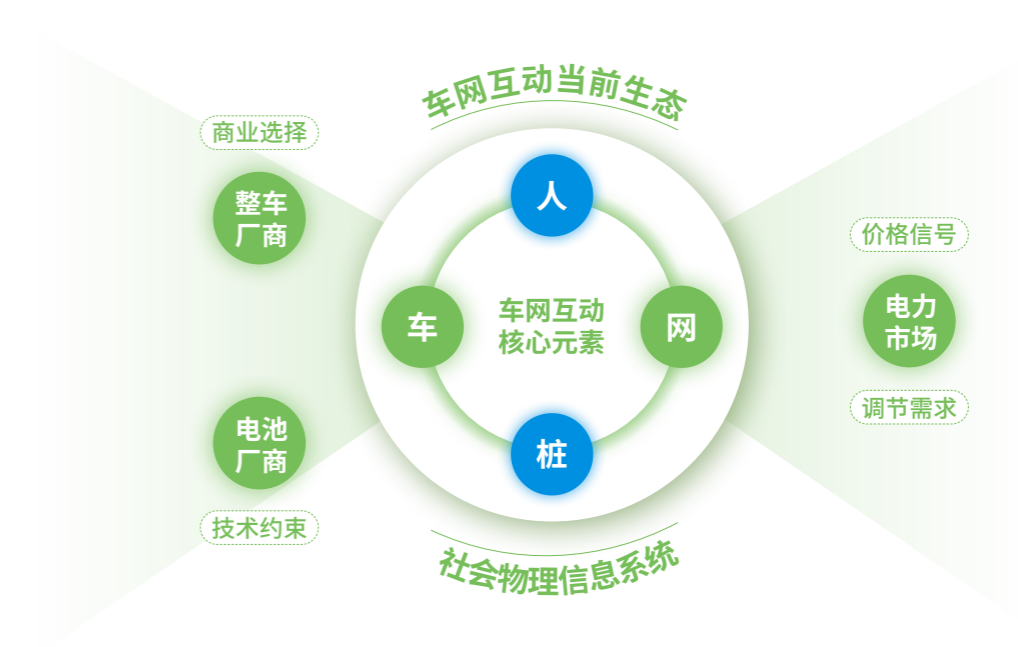 车网互动当前生态
商业选择
整车
厂商
电池
厂商
技术约束
人
车
车网互动
核心元素
网
桩
价格信号
电力
市场
调节需求
社会物理信息系统